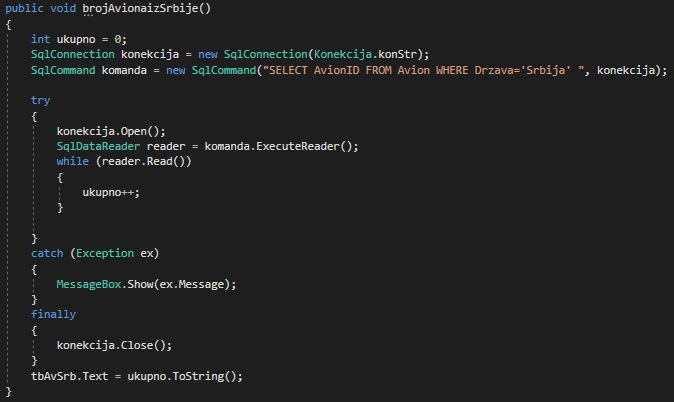 public void brojAvionaizSrbije()
{
int ukupno = 0;
SqlConnection konekcija = new SqlConnection(Konekcija.konStr);
SqlCommand komanda = new SqlCommand("SELECT AvionID FROM Avion WHERE Drzava='Srbija' ", konekcija);
try
{
konekcija.Open();
SqlDataReader reader = komanda.ExecuteReader();
while (reader.Read())
{
ukupno++;
}
}
catch (Exception ex)
{
MessageBox.Show(ex.Message);
}
finally
{
konekcija.Close();
}
tbAvSrb.Text = ukupno.ToString();
}